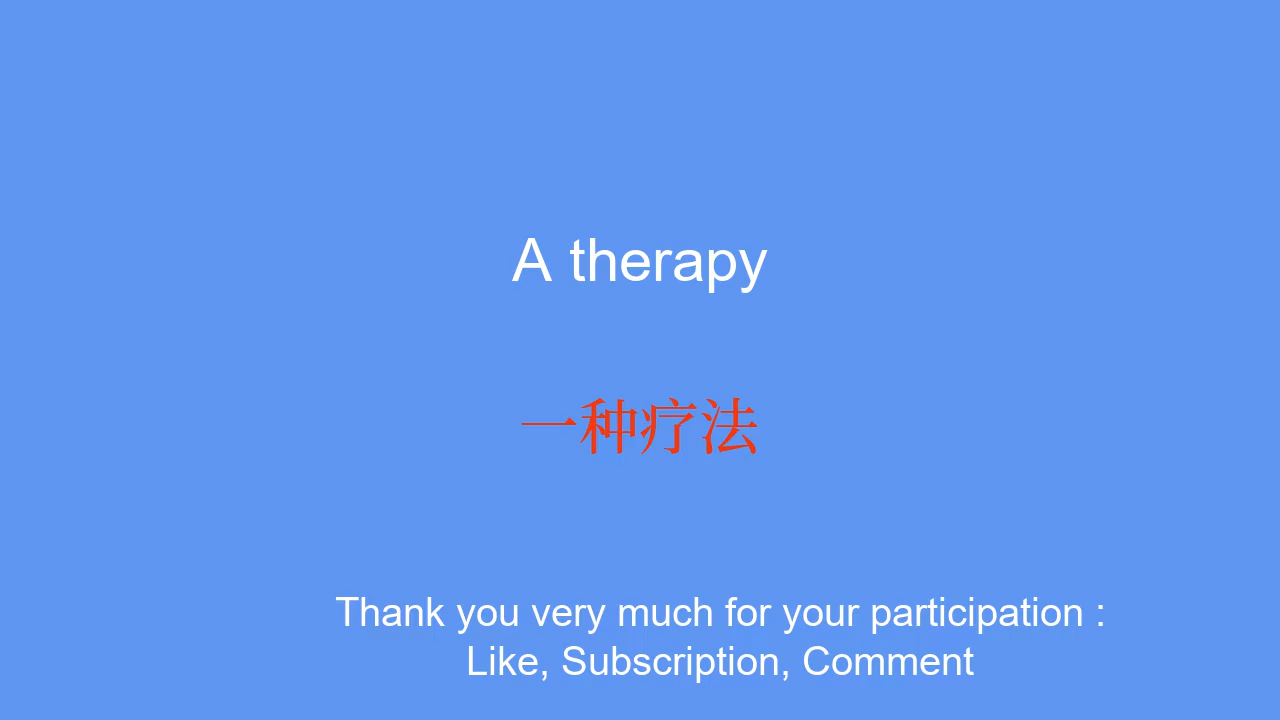 A therapy
一种疗法
Thank you very much for your participation :
Like, Subscription, Comment